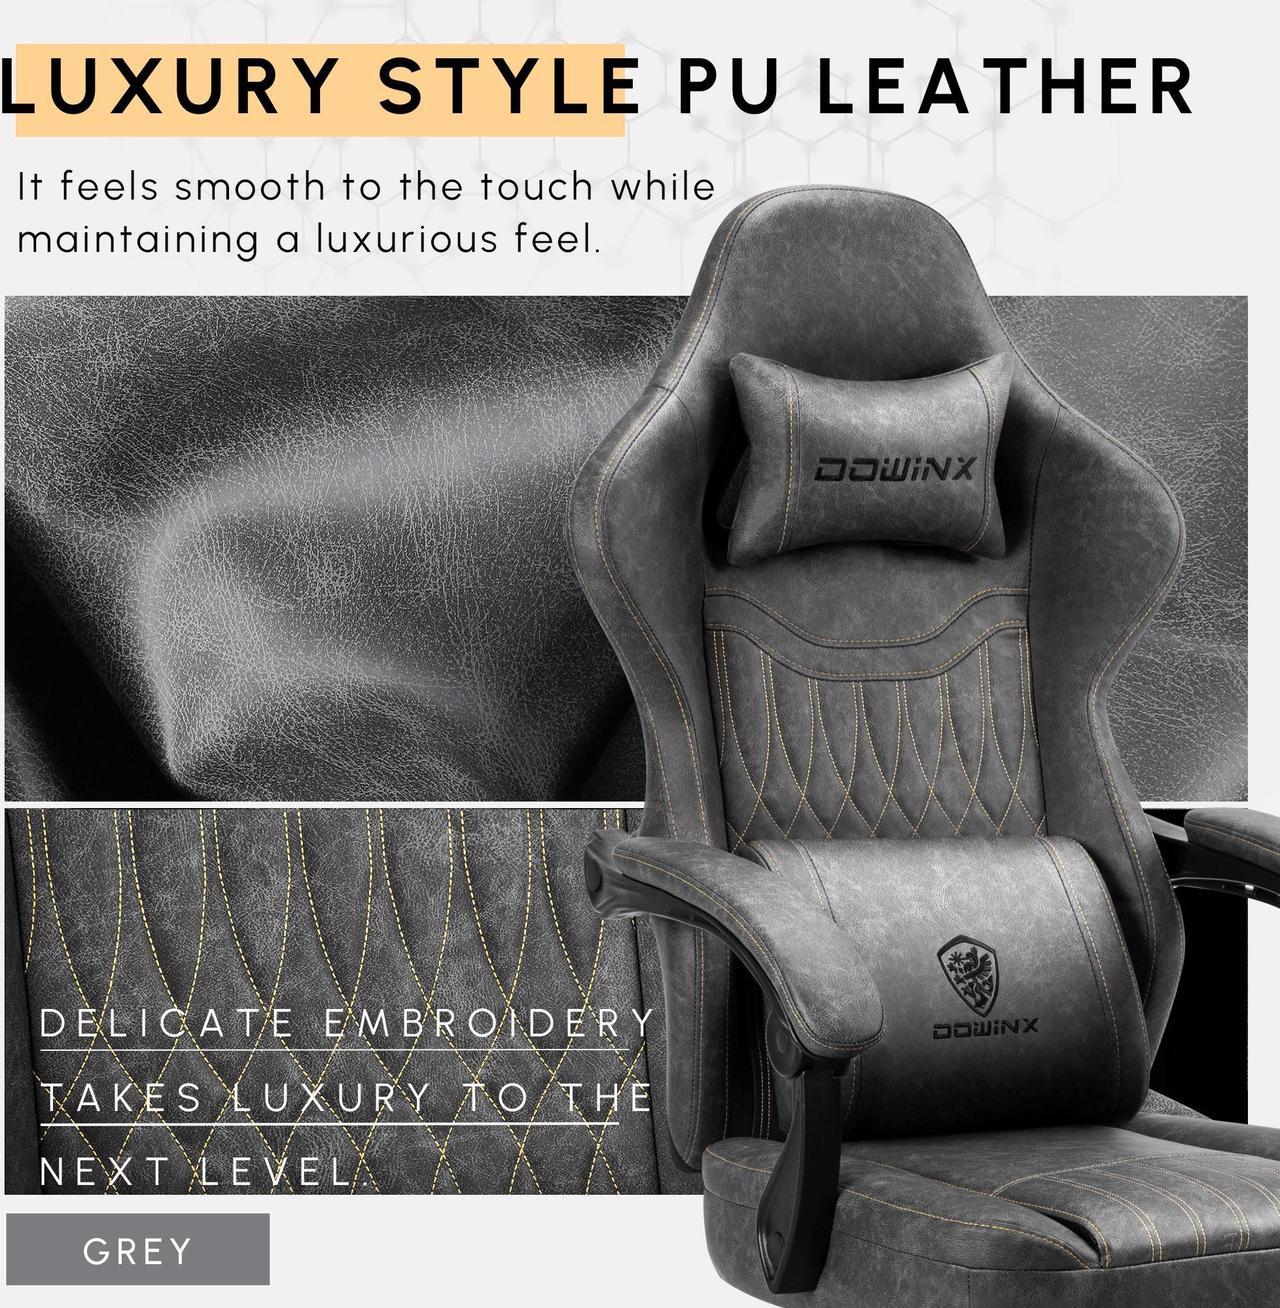 LUXURY STYLE PU LEATHER
It feels smooth to the touch while
maintaining a luxurious feel.
DOWINX
DOWINX
DELICATE EMBROIDERY
TAKES LUXURY TO THE
NEXT LEVEL.
GREY